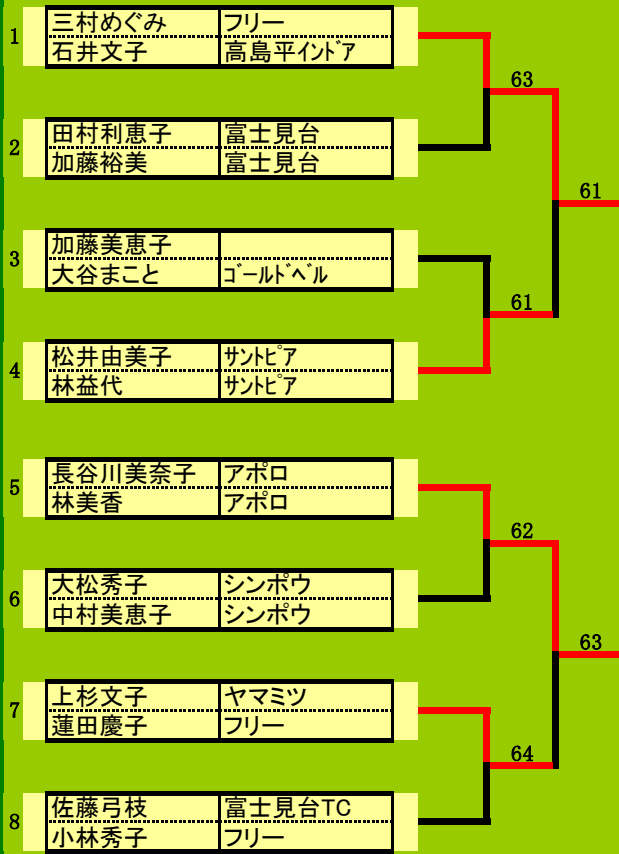 1 三村めぐみ フリー
石井文子 高島平ｲﾝﾄﾞｱ
63
2 田村利恵子 富士見台
加藤裕美 富士見台
61
3 加藤美恵子
大谷まこと ｺﾞｰﾙﾄﾞﾍﾞﾙ
61
4 松井由美子 ｻﾝﾄﾋﾟｱ
林益代 ｻﾝﾄﾋﾟｱ
5 長谷川美奈子 アポロ
林美香 アポロ
62
6 大松秀子 シンポウ
中村美恵子 シンポウ
63
7 上杉文子 ヤマミツ
蓮田慶子 フリー
64
8 佐藤弓枝 富士見台TC
小林秀子 フリー